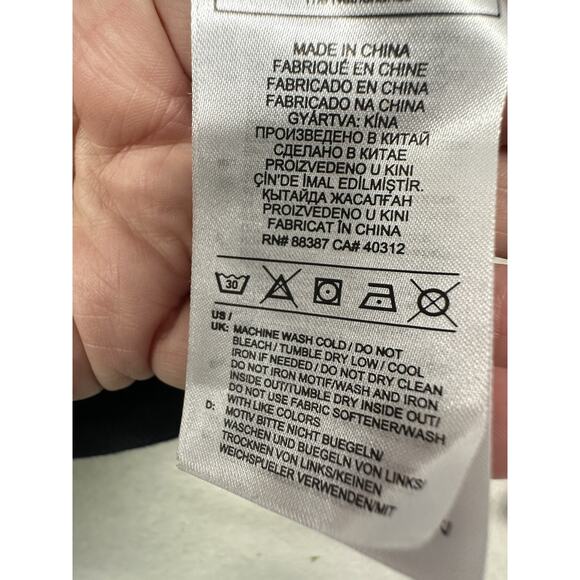 MADE IN CHINA
FABRIQUÉ EN CHINE
FABRICADO EN CHINA
FABRICADO NA CHINA
GYÁRTVA: KÍNA
ПРОИЗВЕДЕНО В КИТАЙ
СДЕЛАНО В КИТАЕ
PROIZVEDENO U KINI
ÇİN'DE İMAL EDİLMİŞTİR.
ҚЫТАЙДА ЖАСАЛҒАН
PROIZVEDENO U KINI
FABRICAT ÎN CHINA
RN# 88387 CA# 40312
30
US /
UK: MACHINE WASH COLD / DO NOT
BLEACH / TUMBLE DRY LOW / COOL
IRON IF NEEDED / DO NOT DRY CLEAN
DO NOT IRON MOTIF/WASH AND IRON
INSIDE OUT/TUMBLE DRY INSIDE OUT/
DO NOT USE FABRIC SOFTENER/WASH
WITH LIKE COLORS
D: MOTIV BITTE NICHT BUEGELN/
WASCHEN UND BUEGELN VON LINKS/
TROCKNEN VON LINKS/KEINEN
WEICHSPUELER VERWENDEN/MIT